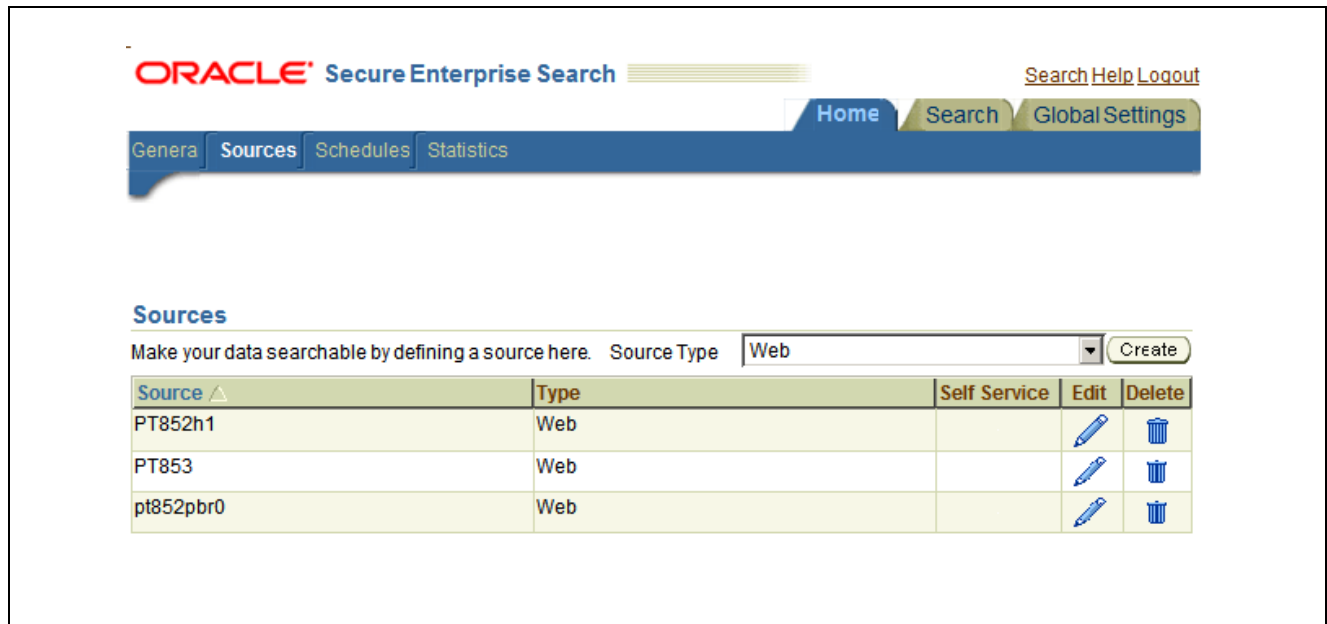 ORACLE Secure Enterprise Search
Search Help Logout
Home Search Global Settings
Genera Sources Schedules Statistics
Sources
Make your data searchable by defining a source here. Source Type Web Create
Source Type Self Service Edit Delete
PT852h1 Web
PT853 Web
pt852pbr0 Web